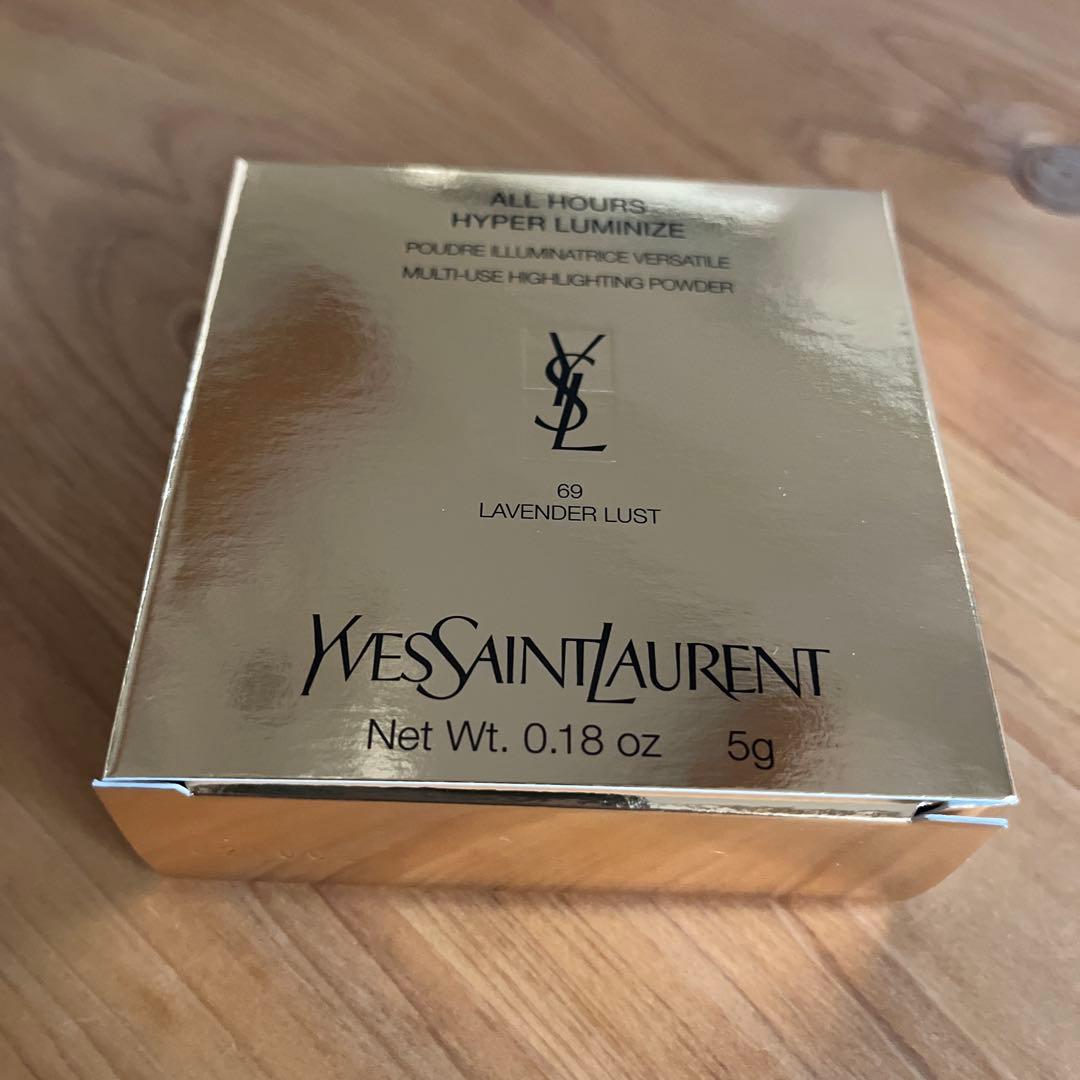 ALL HOURS
HYPER LUMINIZE
POUDRE ILLUMINATRICE VERSATILE
MULTI-USE HIGHLIGHTING POWDER
YSL
69
LAVENDER LUST
YVESSAINTLAURENT
Net Wt. 0.18 oz 5g